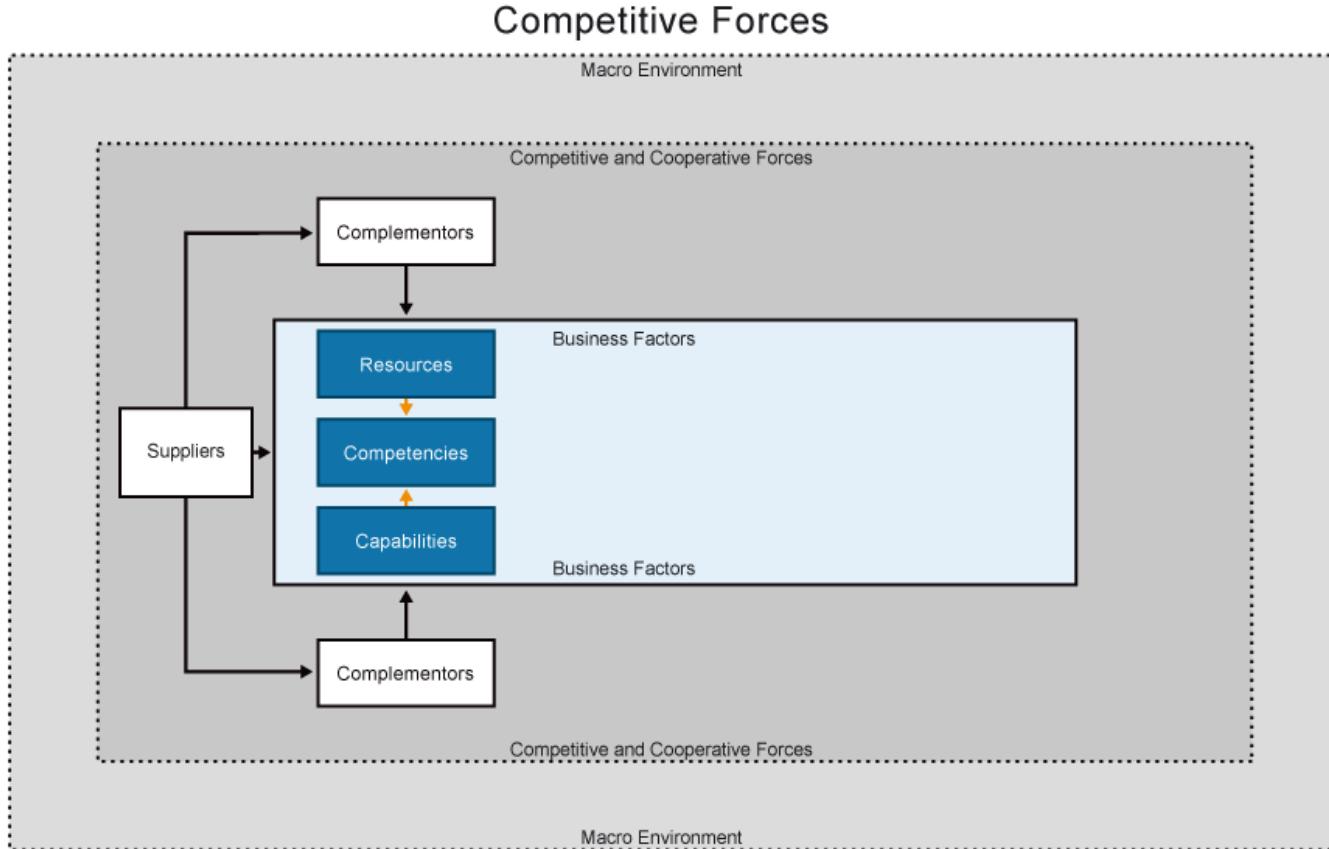 Competitive Forces
Macro Environment
Competitive and Cooperative Forces
Complementors
Business Factors
Resources
Suppliers
Competencies
Capabilities
Business Factors
Complementors
Competitive and Cooperative Forces
Macro Environment